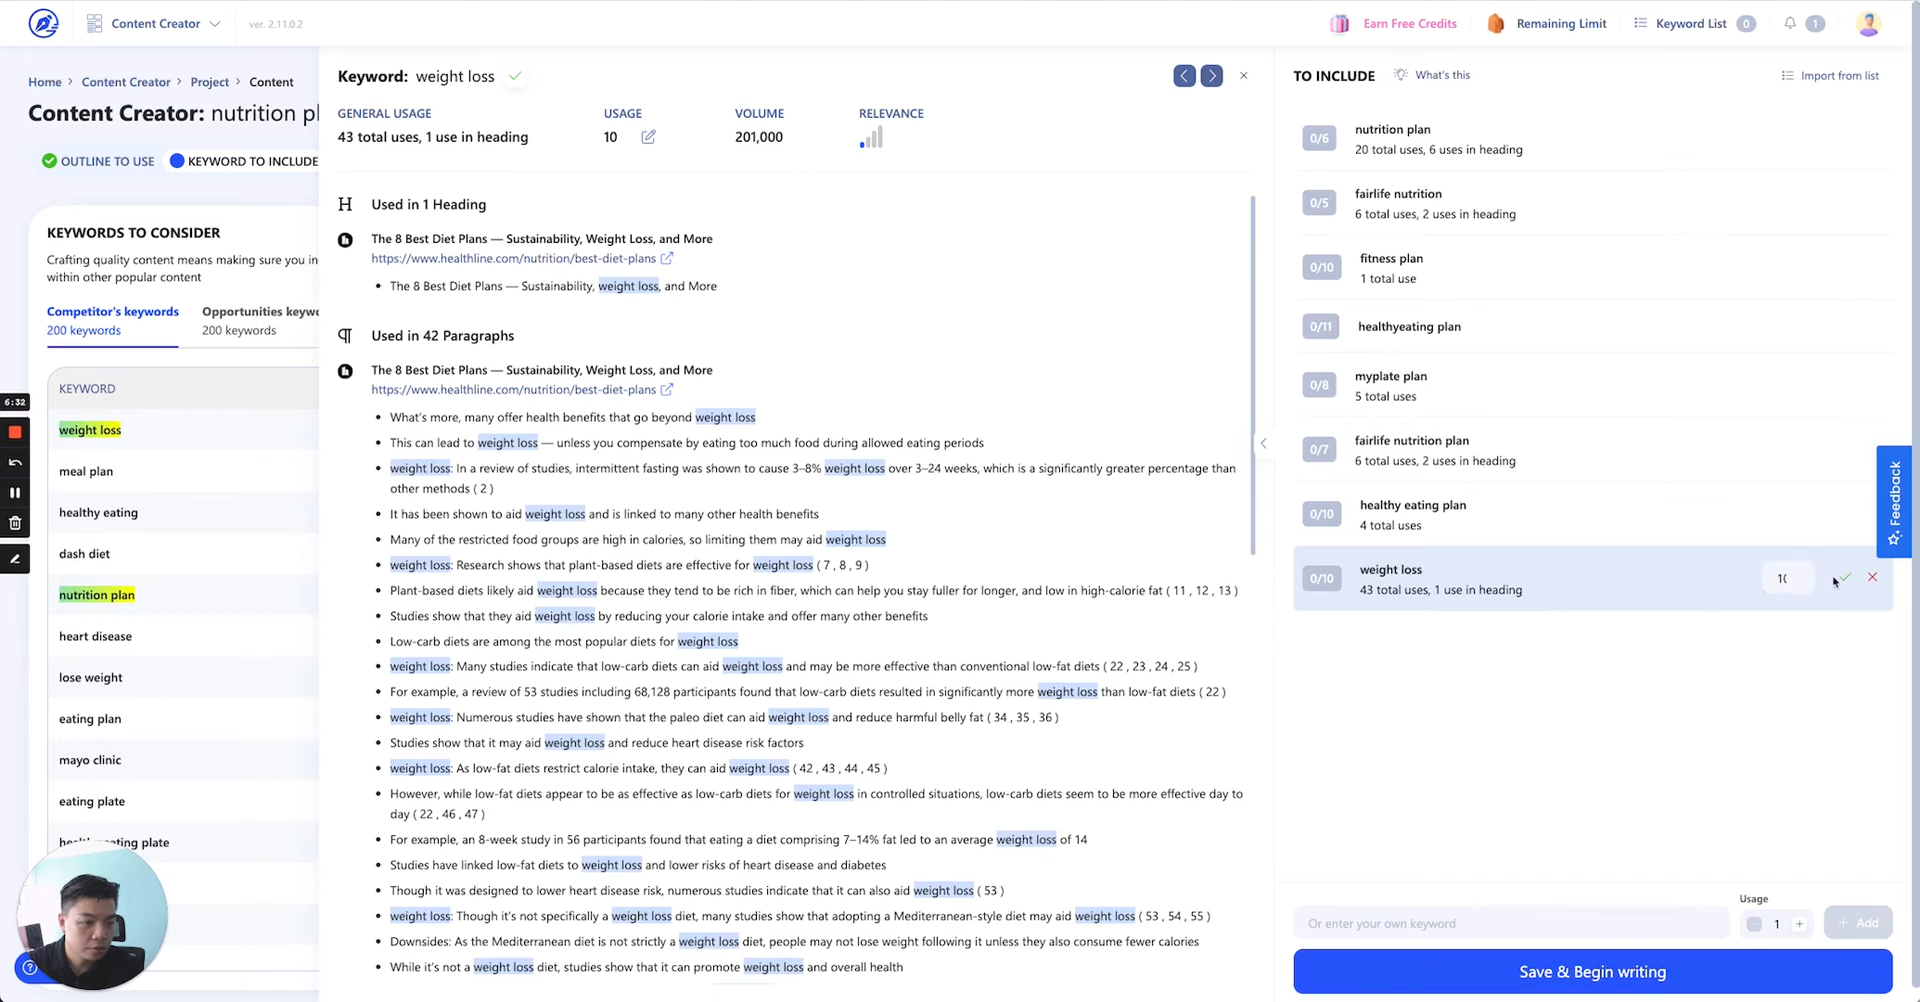 Content Creator
ver. 2.11.0.2
Earn Free Credits
Remaining Limit
Keyword List 0
1
Home > Content Creator > Project > Content
Content Creator: nutrition pl
OUTLINE TO USE
KEYWORD TO INCLUDE
KEYWORDS TO CONSIDER
Crafting quality content means making sure you in
within other popular content
Competitor's keywords
200 keywords
Opportunities keyw
200 keywords
KEYWORD
weight loss
meal plan
healthy eating
dash diet
nutrition plan
heart disease
lose weight
eating plan
mayo clinic
eating plate
6:32
Keyword: weight loss
GENERAL USAGE
43 total uses, 1 use in heading
USAGE
10
VOLUME
201,000
RELEVANCE
H Used in 1 Heading
The 8 Best Diet Plans — Sustainability, Weight Loss, and More
https://www.healthline.com/nutrition/best-diet-plans
• The 8 Best Diet Plans — Sustainability, weight loss, and More
¶ Used in 42 Paragraphs
The 8 Best Diet Plans — Sustainability, Weight Loss, and More
https://www.healthline.com/nutrition/best-diet-plans
• What's more, many offer health benefits that go beyond weight loss
• This can lead to weight loss — unless you compensate by eating too much food during allowed eating periods
• weight loss: In a review of studies, intermittent fasting was shown to cause 3–8% weight loss over 3–24 weeks, which is a significantly greater percentage than
other methods ( 2 )
• It has been shown to aid weight loss and is linked to many other health benefits
• Many of the restricted food groups are high in calories, so limiting them may aid weight loss
• weight loss: Research shows that plant-based diets are effective for weight loss ( 7 , 8 , 9 )
• Plant-based diets likely aid weight loss because they tend to be rich in fiber, which can help you stay fuller for longer, and low in high-calorie fat ( 11 , 12 , 13 )
• Studies show that they aid weight loss by reducing your calorie intake and offer many other benefits
• Low-carb diets are among the most popular diets for weight loss
• weight loss: Many studies indicate that low-carb diets can aid weight loss and may be more effective than conventional low-fat diets ( 22 , 23 , 24 , 25 )
• For example, a review of 53 studies including 68,128 participants found that low-carb diets resulted in significantly more weight loss than low-fat diets ( 22 )
• weight loss: Numerous studies have shown that the paleo diet can aid weight loss and reduce harmful belly fat ( 34 , 35 , 36 )
• Studies show that it may aid weight loss and reduce heart disease risk factors
• weight loss: As low-fat diets restrict calorie intake, they can aid weight loss ( 42 , 43 , 44 , 45 )
• However, while low-fat diets appear to be as effective as low-carb diets for weight loss in controlled situations, low-carb diets seem to be more effective day to
day ( 22 , 46 , 47 )
• For example, an 8-week study in 56 participants found that eating a diet comprising 7–14% fat led to an average weight loss of 14
• Studies have linked low-fat diets to weight loss and lower risks of heart disease and diabetes
• Though it was designed to lower heart disease risk, numerous studies indicate that it can also aid weight loss ( 53 )
• weight loss: Though it's not specifically a weight loss diet, many studies show that adopting a Mediterranean-style diet may aid weight loss ( 53 , 54 , 55 )
• Downsides: As the Mediterranean diet is not strictly a weight loss diet, people may not lose weight following it unless they also consume fewer calories
• While it's not a weight loss diet, studies show that it can promote weight loss and overall health
TO INCLUDE
What's this
Import from list
0/6
nutrition plan
20 total uses, 6 uses in heading
0/5
fairlife nutrition
6 total uses, 2 uses in heading
0/10
fitness plan
1 total use
0/11
healthyeating plan
0/8
myplate plan
5 total uses
0/7
fairlife nutrition plan
6 total uses, 2 uses in heading
0/10
healthy eating plan
4 total uses
0/10
weight loss
43 total uses, 1 use in heading
Feedback
Or enter your own keyword
Usage
− 1 +
+ Add
Save & Begin writing